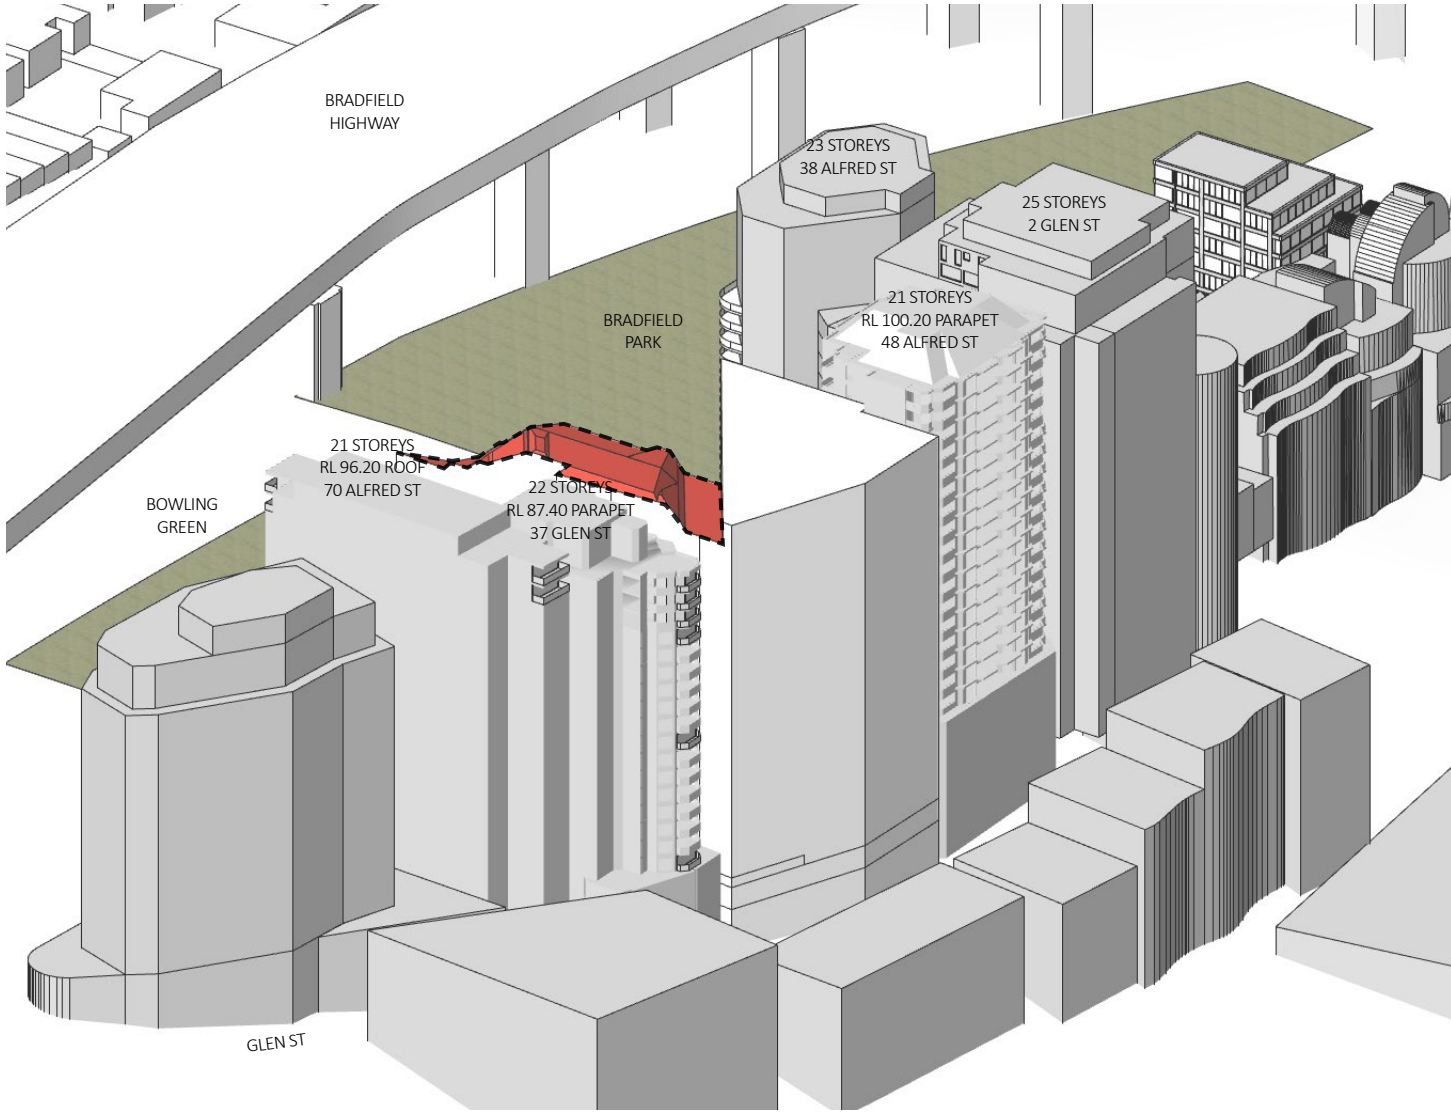 BRADFIELD
HIGHWAY
23 STOREYS
38 ALFRED ST
25 STOREYS
2 GLEN ST
21 STOREYS
RL 100.20 PARAPET
48 ALFRED ST
BRADFIELD
PARK
21 STOREYS
RL 96.20 ROOF
70 ALFRED ST
22 STOREYS
RL 87.40 PARAPET
37 GLEN ST
BOWLING
GREEN
GLEN ST